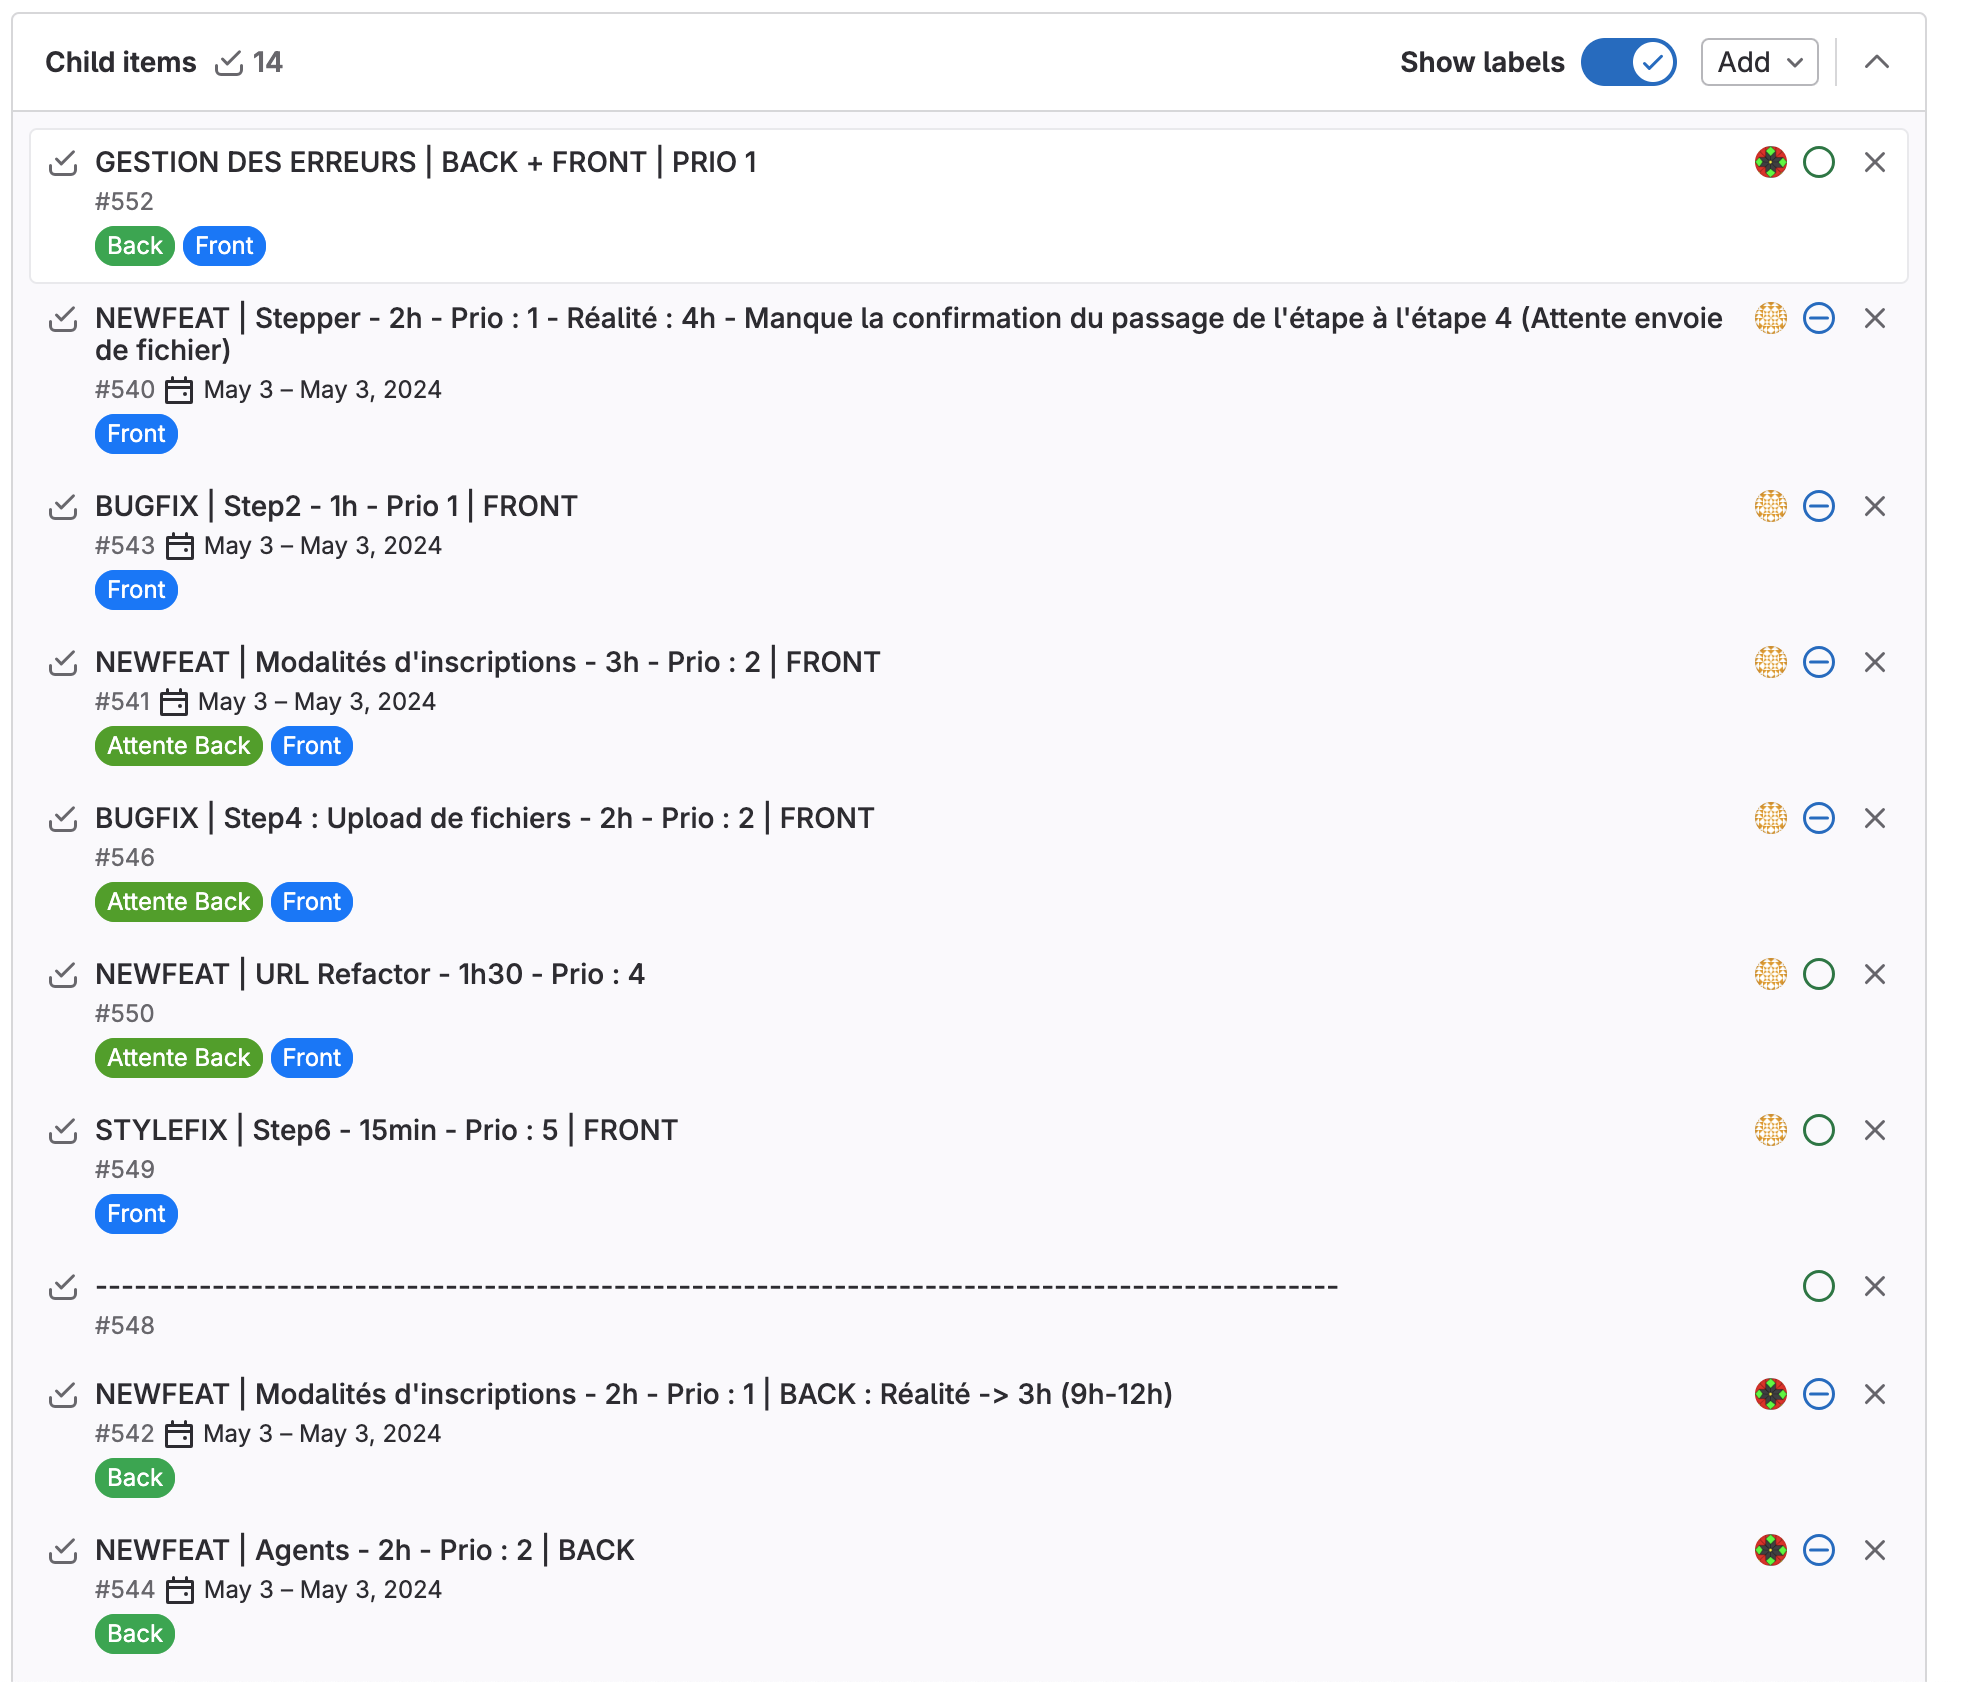 Child items 14 Show labels Add
GESTION DES ERREURS | BACK + FRONT | PRIO 1
#552
Back Front
NEWFEAT | Stepper - 2h - Prio : 1 - Réalité : 4h - Manque la confirmation du passage de l'étape à l'étape 4 (Attente envoie
de fichier)
#540 May 3 – May 3, 2024
Front
BUGFIX | Step2 - 1h - Prio 1 | FRONT
#543 May 3 – May 3, 2024
Front
NEWFEAT | Modalités d'inscriptions - 3h - Prio : 2 | FRONT
#541 May 3 – May 3, 2024
Attente Back Front
BUGFIX | Step4 : Upload de fichiers - 2h - Prio : 2 | FRONT
#546
Attente Back Front
NEWFEAT | URL Refactor - 1h30 - Prio : 4
#550
Attente Back Front
STYLEFIX | Step6 - 15min - Prio : 5 | FRONT
#549
Front
------------------------------------------------------------------------------------------------
#548
NEWFEAT | Modalités d'inscriptions - 2h - Prio : 1 | BACK : Réalité -> 3h (9h-12h)
#542 May 3 – May 3, 2024
Back
NEWFEAT | Agents - 2h - Prio : 2 | BACK
#544 May 3 – May 3, 2024
Back